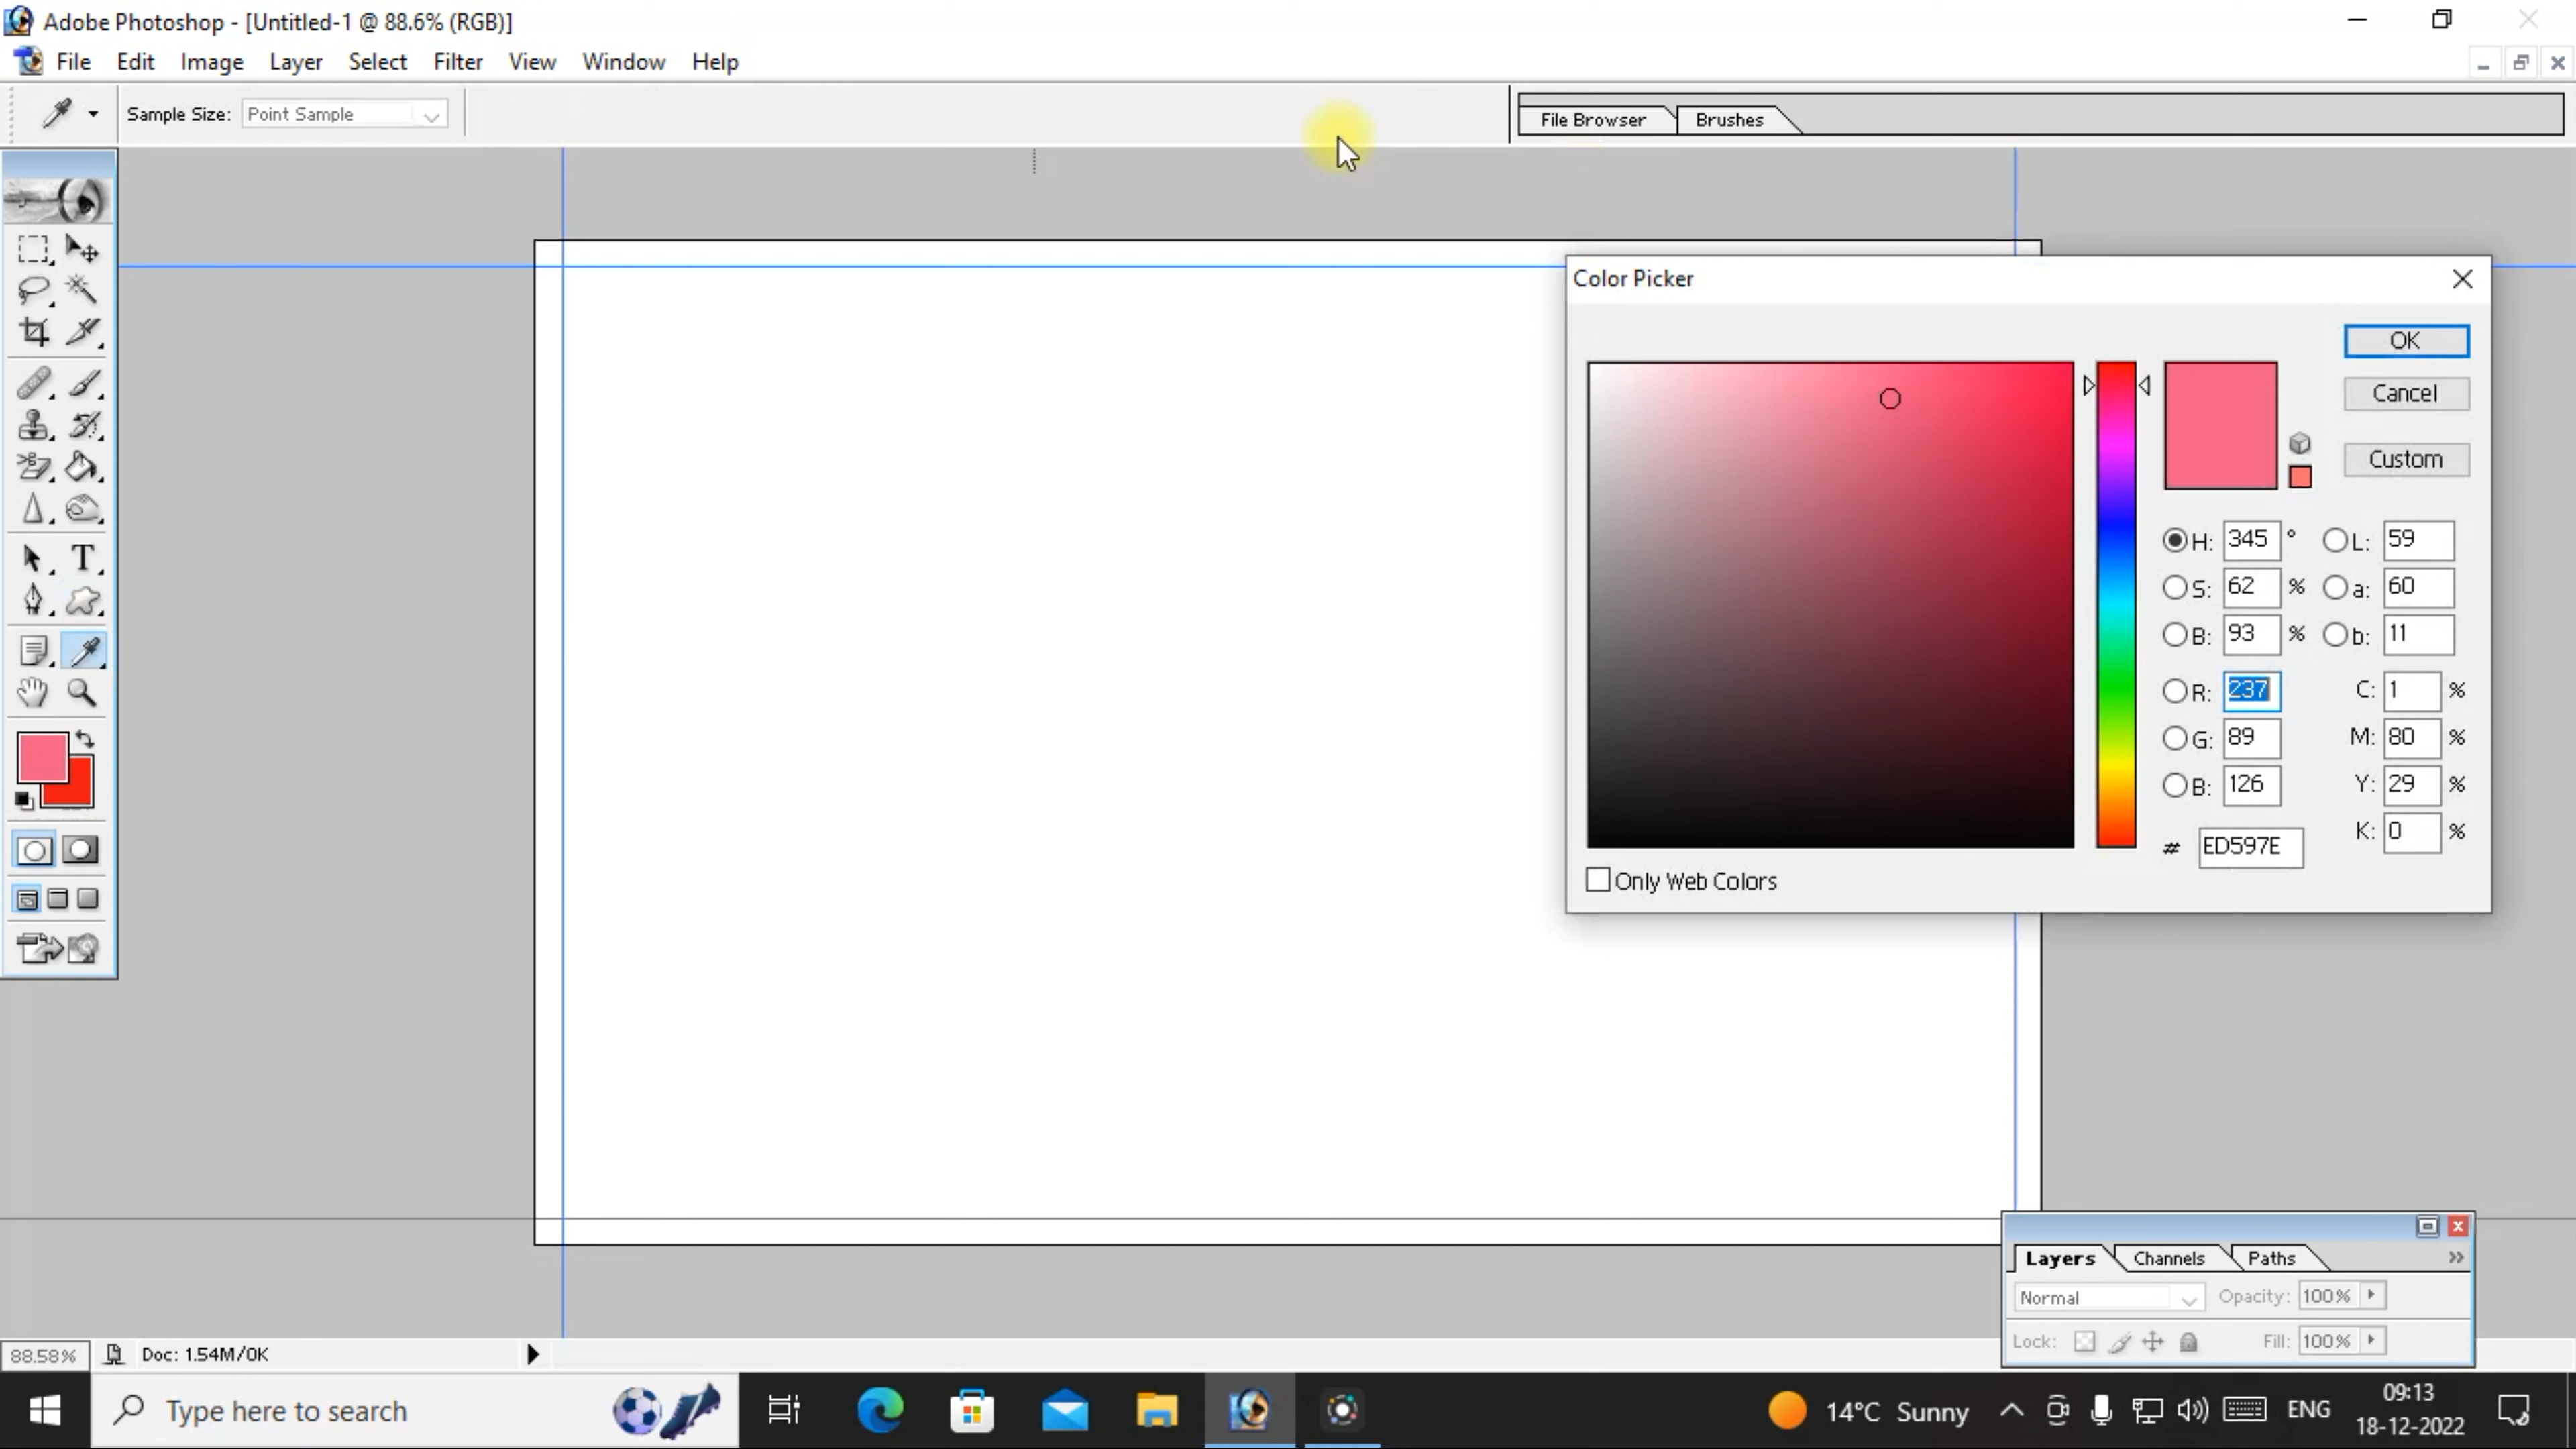 Adobe Photoshop - [Untitled-1 @ 88.6% (RGB)]
File Edit Image Layer Select Filter View Window Help
Sample Size: Point Sample
File Browser Brushes
Color Picker
OK
Cancel
Custom
H: 345 ° L: 59
S: 62 % a: 60
B: 93 % b: 11
R: 237 C: 1 %
G: 89 M: 80 %
B: 126 Y: 29 %
# ED597E K: 0 %
Only Web Colors
T
Layers Channels Paths
Normal Opacity: 100%
Lock: Fill: 100%
88.58% Doc: 1.54M/0K
Type here to search
14°C Sunny
ENG
09:13
18-12-2022